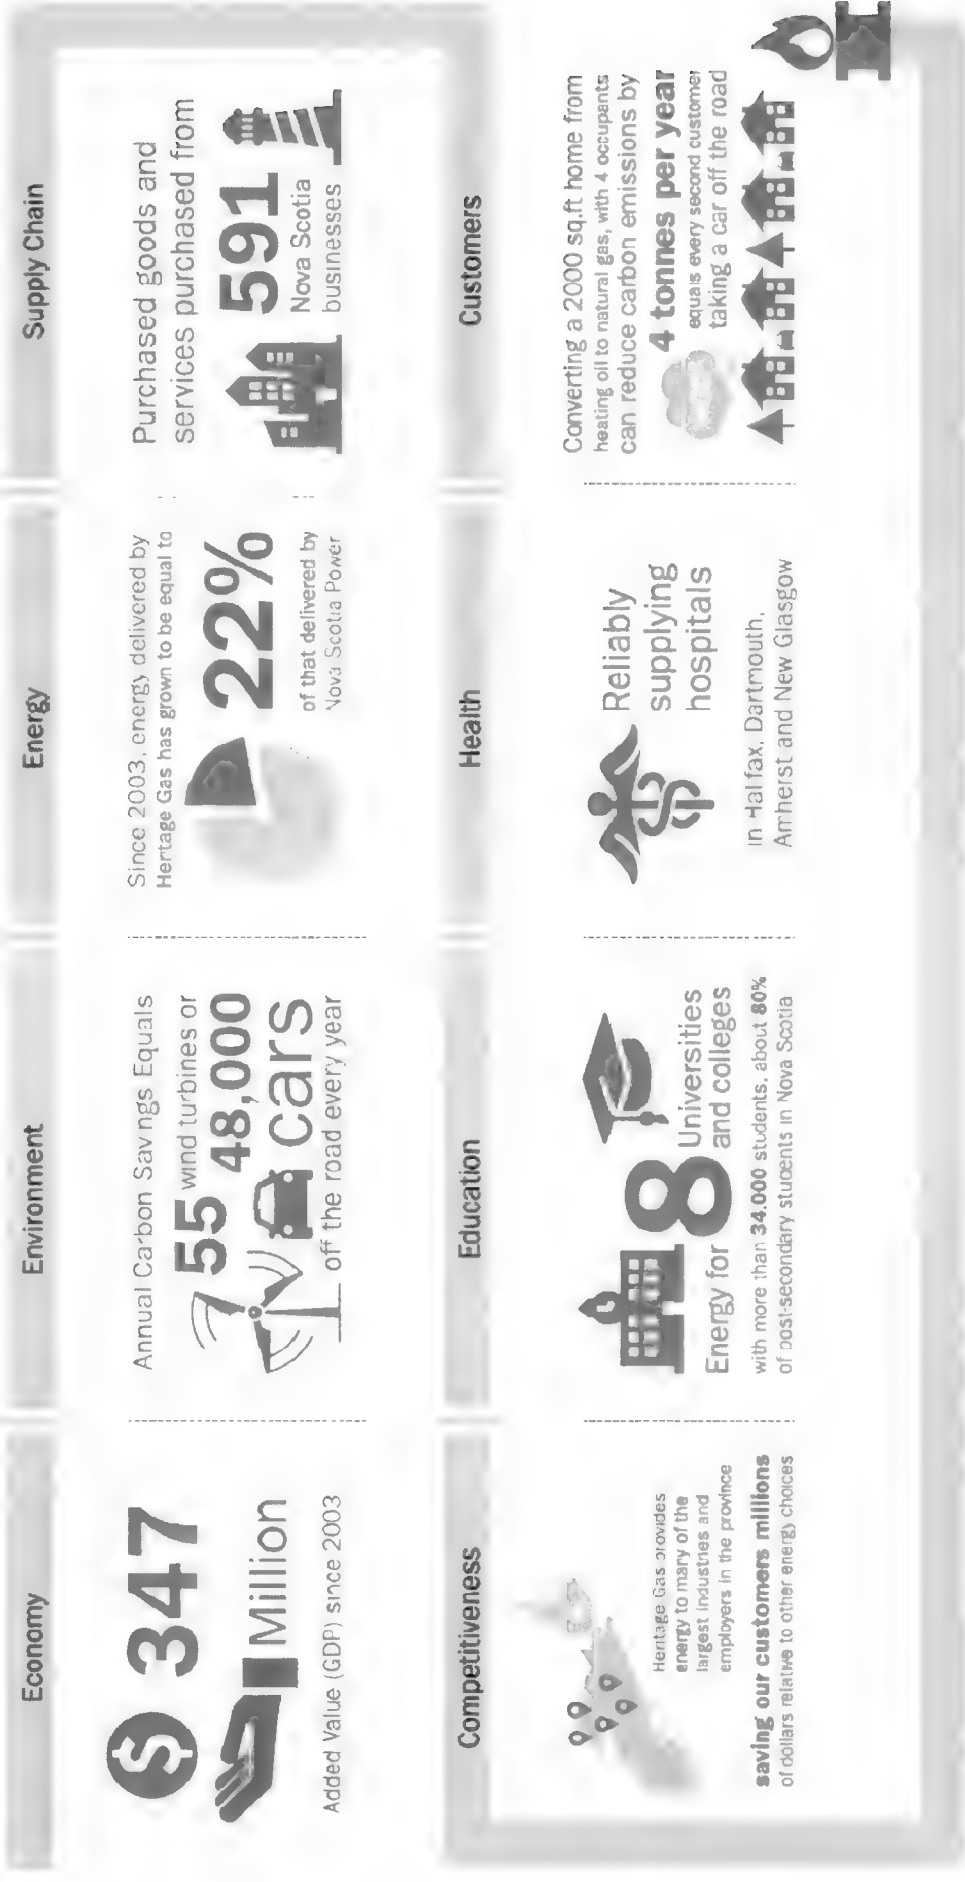 Economy
$ 347
Million
Added Value (GDP) since 2003
Environment
Annual Carbon Savings Equals
55 wind turbines or
48,000
cars
off the road every year
Energy
Since 2003, energy delivered by
Heritage Gas has grown to be equal to
22%
of that delivered by
Nova Scotia Power
Supply Chain
Purchased goods and
services purchased from
591
Nova Scotia
businesses
Competitiveness
Heritage Gas provides
energy to many of the
largest industries and
employers in the province
saving our customers millions
of dollars relative to other energy choices
Education
Energy for 8 Universities
and colleges
with more than 34,000 students, about 80%
of post-secondary students in Nova Scotia
Health
Reliably
supplying
hospitals
in Halifax, Dartmouth,
Amherst and New Glasgow
Customers
Converting a 2000 sq.ft home from
heating oil to natural gas, with 4 occupants
can reduce carbon emissions by
4 tonnes per year
equals every second customer
taking a car off the road